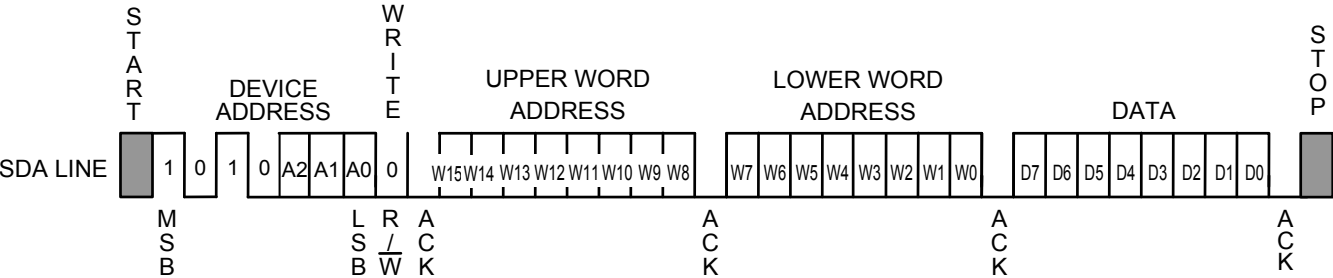 START
WRITE
STOP
DEVICE
ADDRESS
UPPER WORD
ADDRESS
LOWER WORD
ADDRESS
DATA
SDA LINE
1 0 1 0 A2 A1 A0 0 W15 W14 W13 W12 W11 W10 W9 W8 W7 W6 W5 W4 W3 W2 W1 W0 D7 D6 D5 D4 D3 D2 D1 D0
MSB
LSB
R/W
ACK
ACK
ACK
ACK